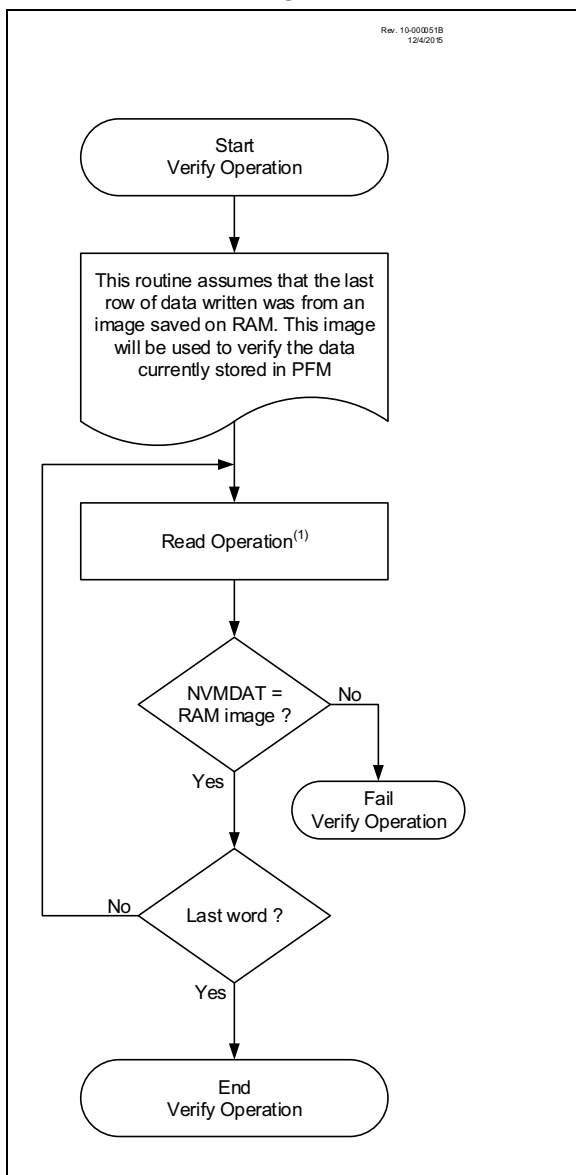 Rev. 10-000051B
12/4/2015
Start
Verify Operation
This routine assumes that the last
row of data written was from an
image saved on RAM. This image
will be used to verify the data
currently stored in PFM
Read Operation(1)
NVMDAT =
RAM image ?
No
Yes
Fail
Verify Operation
Last word ?
No
Yes
End
Verify Operation